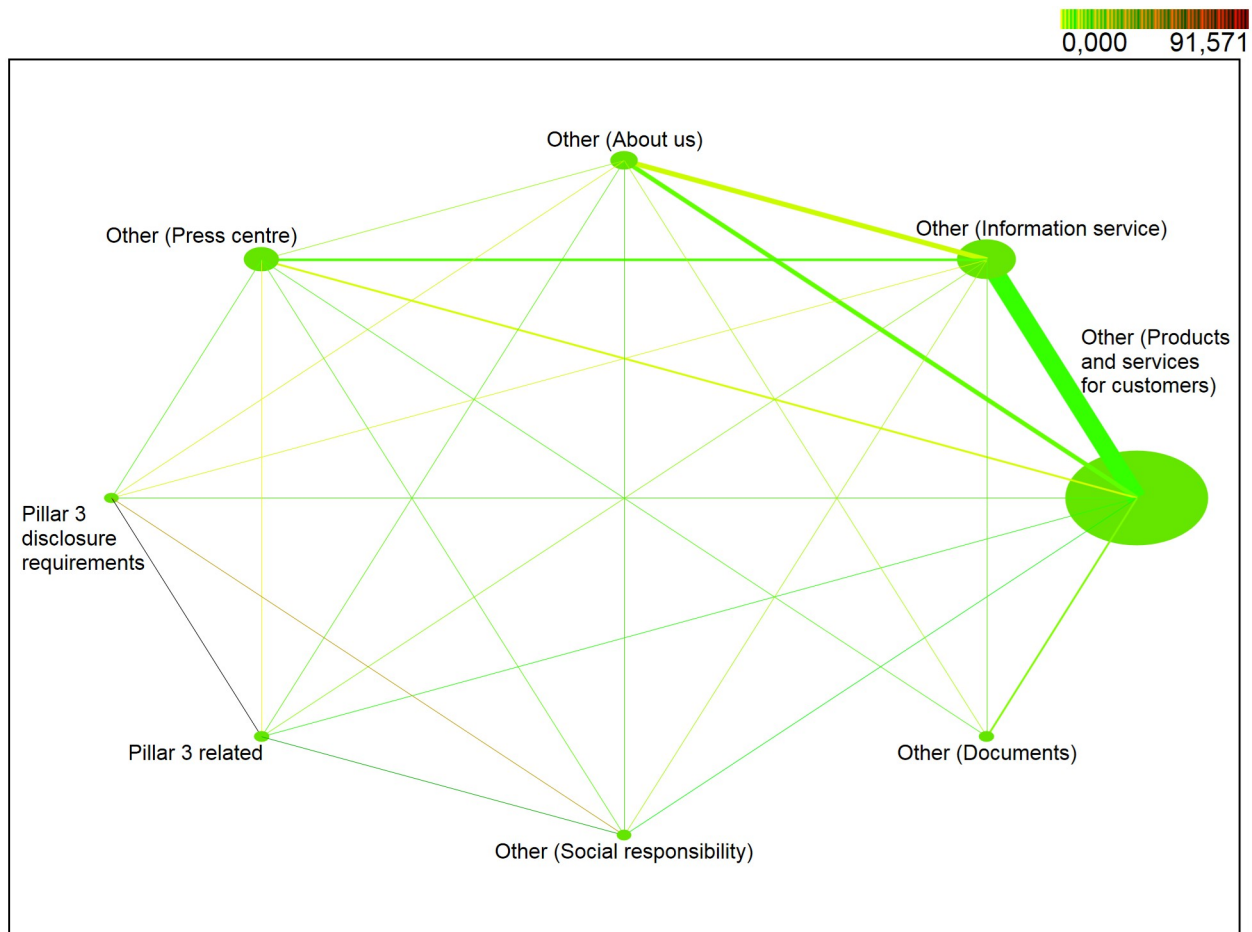 0,000 91,571
Other (About us)
Other (Press centre)
Other (Information service)
Other (Products
and services
for customers)
Pillar 3
disclosure
requirements
Pillar 3 related
Other (Documents)
Other (Social responsibility)